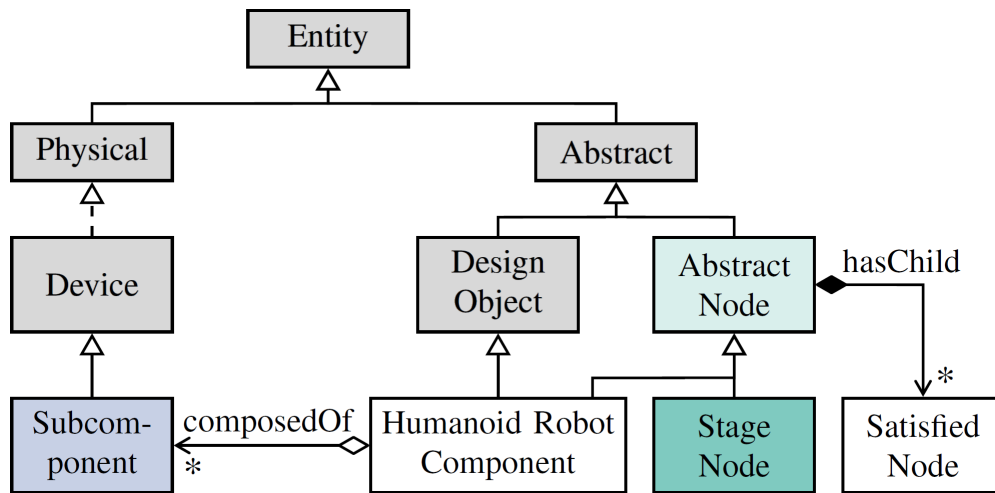 Entity
Physical
Abstract
Device
Design
Object
Abstract
Node
hasChild
*
Subcom-
ponent
composedOf
*
Humanoid Robot
Component
Stage
Node
Satisfied
Node